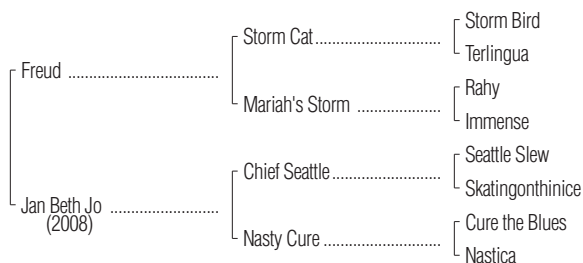 Storm Bird
Storm Cat
Terlingua
Freud
Rahy
Mariah's Storm
Immense
Seattle Slew
Chief Seattle
Skatingonthinice
Jan Beth Jo
(2008)
Cure the Blues
Nasty Cure
Nastica